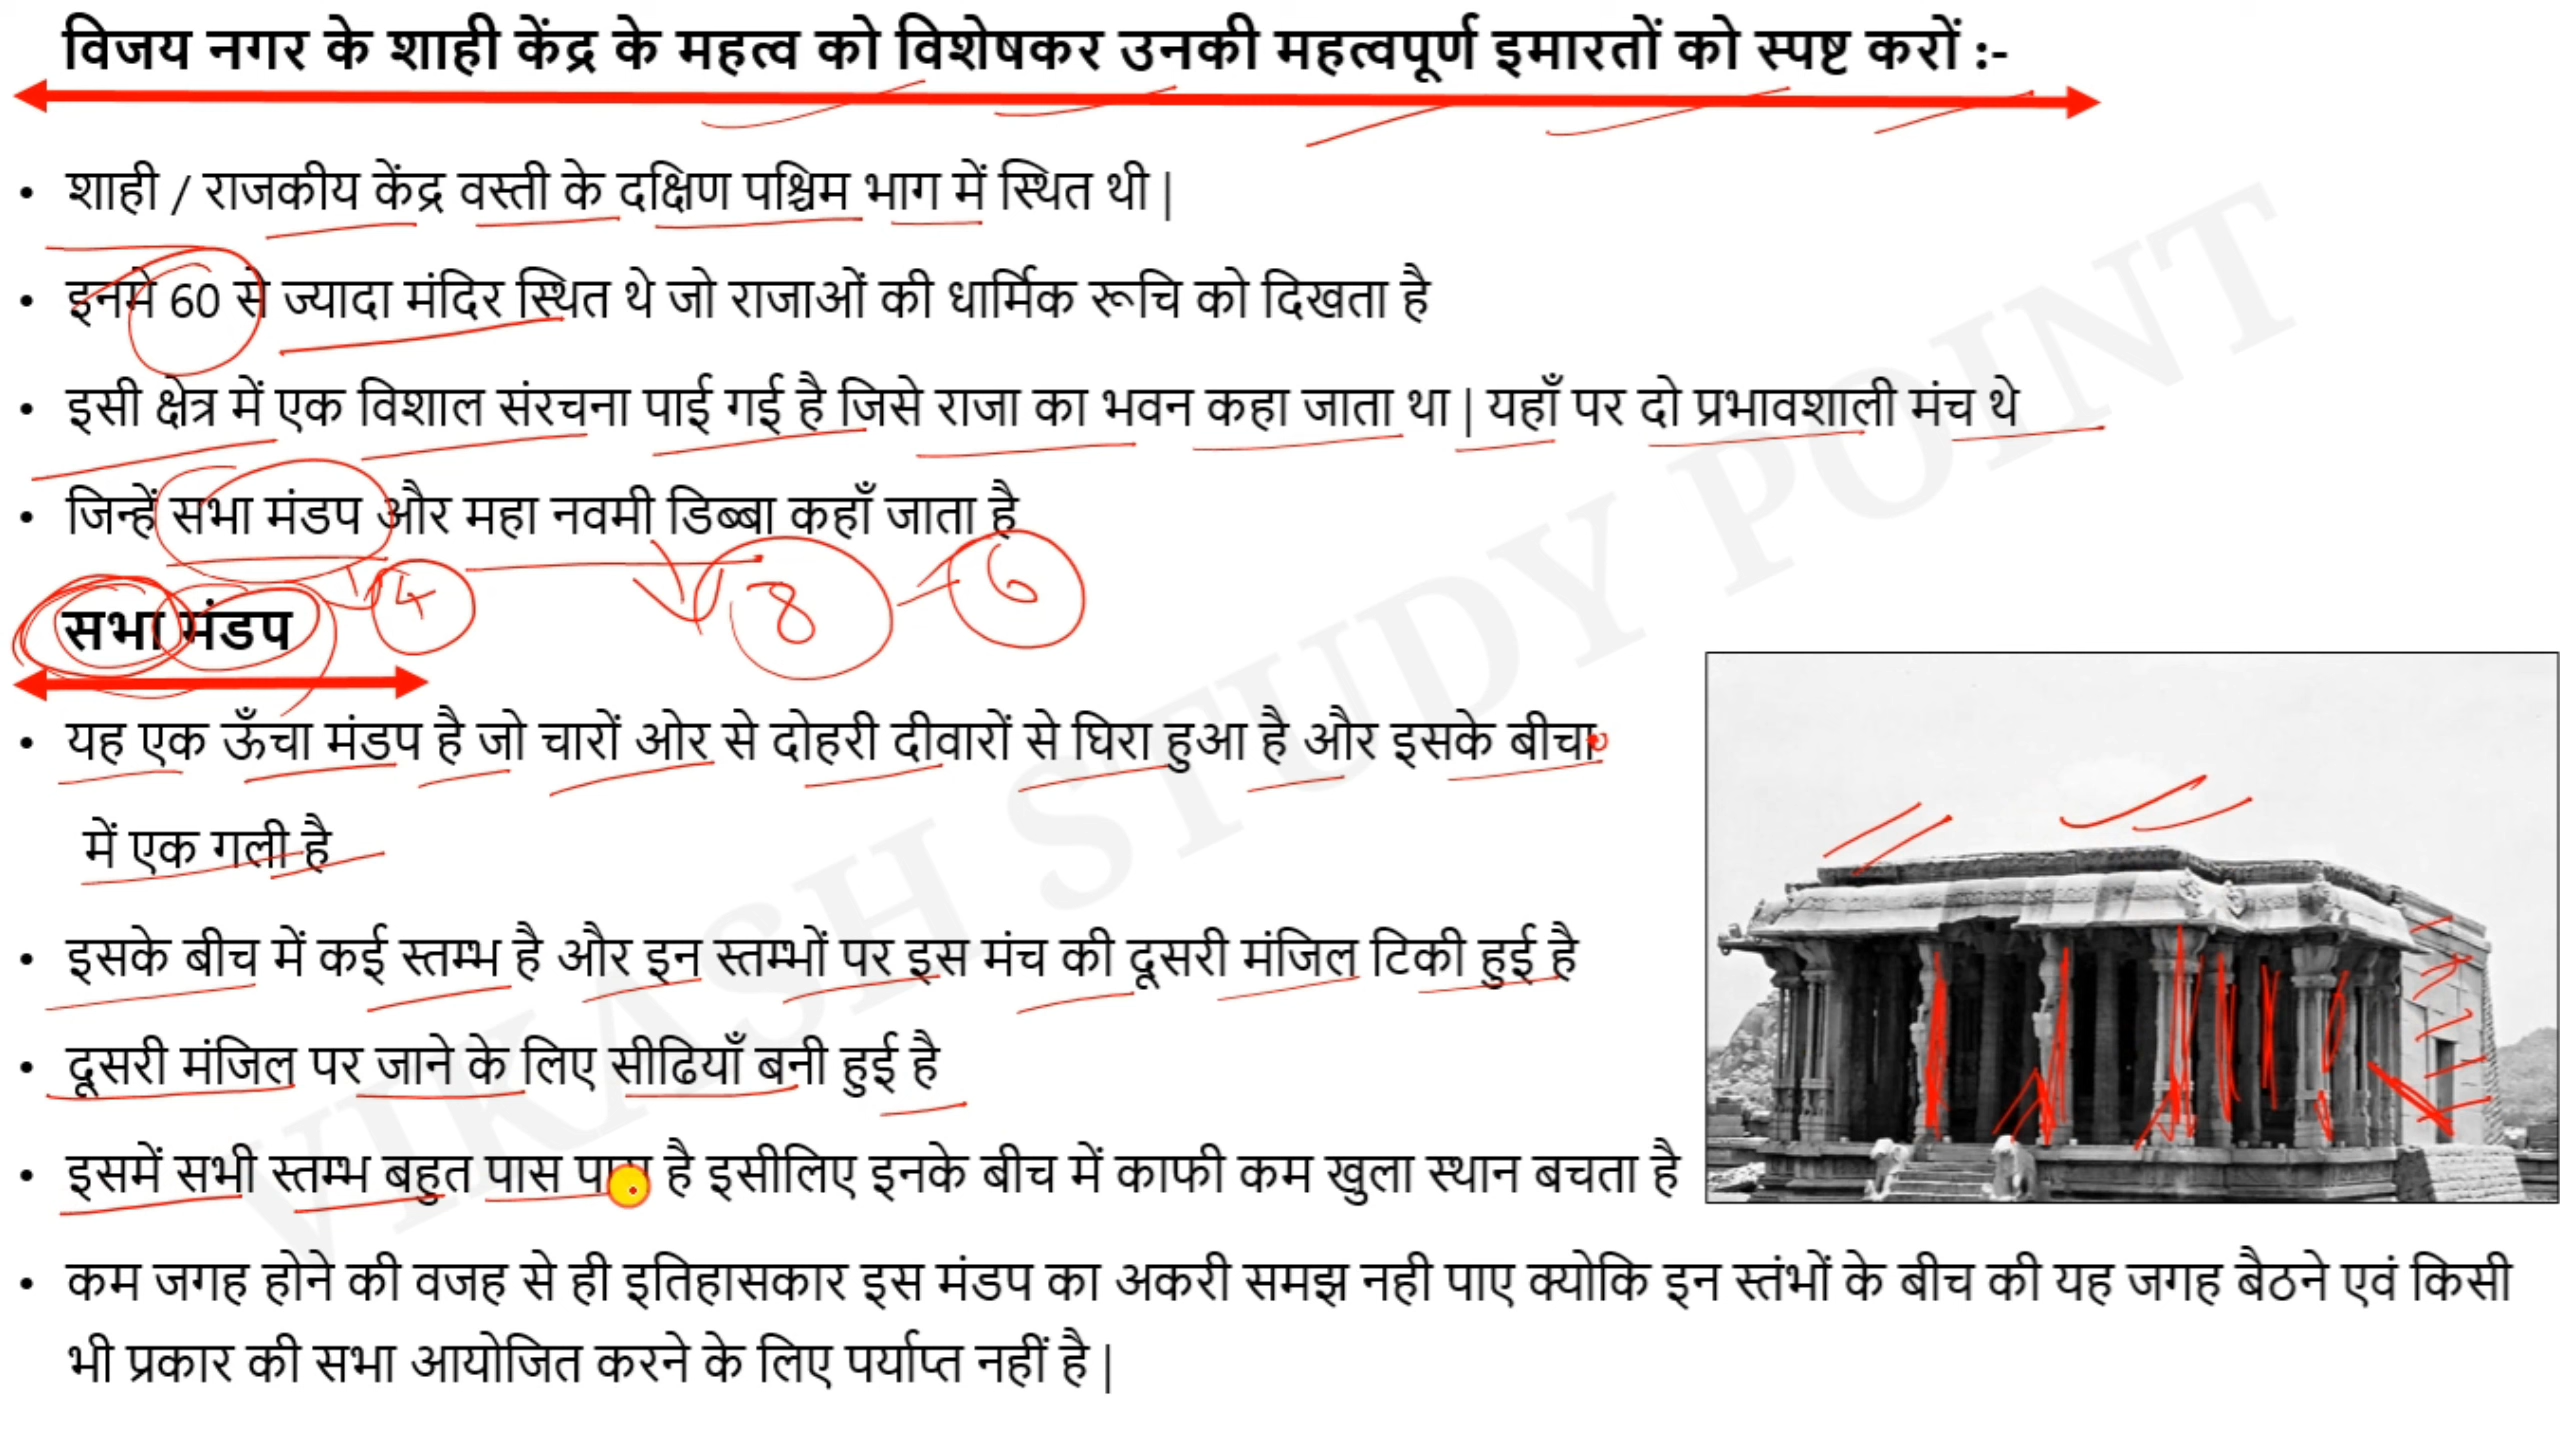 विजय नगर के शाही केंद्र के महत्व को विशेषकर उनकी महत्वपूर्ण इमारतों को स्पष्ट करों :-
• शाही / राजकीय केंद्र वस्ती के दक्षिण पश्चिम भाग में स्थित थी |
• इनमे 60 से ज्यादा मंदिर स्थित थे जो राजाओं की धार्मिक रूचि को दिखता है
• इसी क्षेत्र में एक विशाल संरचना पाई गई है जिसे राजा का भवन कहा जाता था | यहाँ पर दो प्रभावशाली मंच थे
• जिन्हें सभा मंडप और महा नवमी डिब्बा कहाँ जाता है
4 8 6
सभा मंडप
• यह एक ऊँचा मंडप है जो चारों ओर से दोहरी दीवारों से घिरा हुआ है और इसके बीचा
में एक गली है
• इसके बीच में कई स्तम्भ है और इन स्तम्भों पर इस मंच की दूसरी मंजिल टिकी हुई है
• दूसरी मंजिल पर जाने के लिए सीढियाँ बनी हुई है
• इसमें सभी स्तम्भ बहुत पास पास है इसीलिए इनके बीच में काफी कम खुला स्थान बचता है
• कम जगह होने की वजह से ही इतिहासकार इस मंडप का अकरी समझ नही पाए क्योकि इन स्तंभों के बीच की यह जगह बैठने एवं किसी
भी प्रकार की सभा आयोजित करने के लिए पर्याप्त नहीं है |
VIKASH STUDY POINT